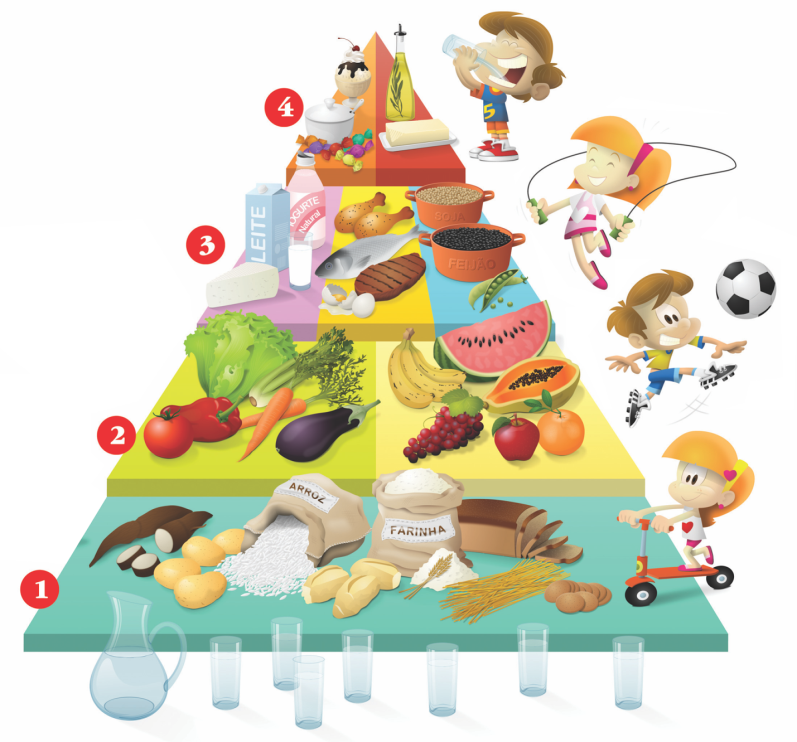 4
5
LEITE
IOGURTE
Natural
SOJA
FEIJÃO
3
2
ARROZ
FARINHA
1